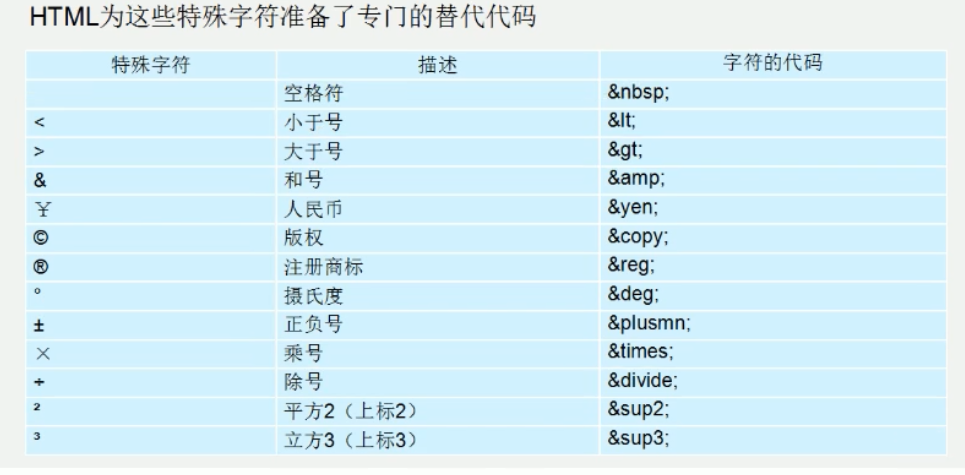 HTML为这些特殊字符准备了专门的替代代码
特殊字符 描述 字符的代码
空格符 &nbsp;
< 小于号 &lt;
> 大于号 &gt;
& 和号 &amp;
¥ 人民币 &yen;
© 版权 &copy;
® 注册商标 &reg;
° 摄氏度 &deg;
± 正负号 &plusmn;
× 乘号 &times;
÷ 除号 &divide;
² 平方2（上标2） &sup2;
³ 立方3（上标3） &sup3;